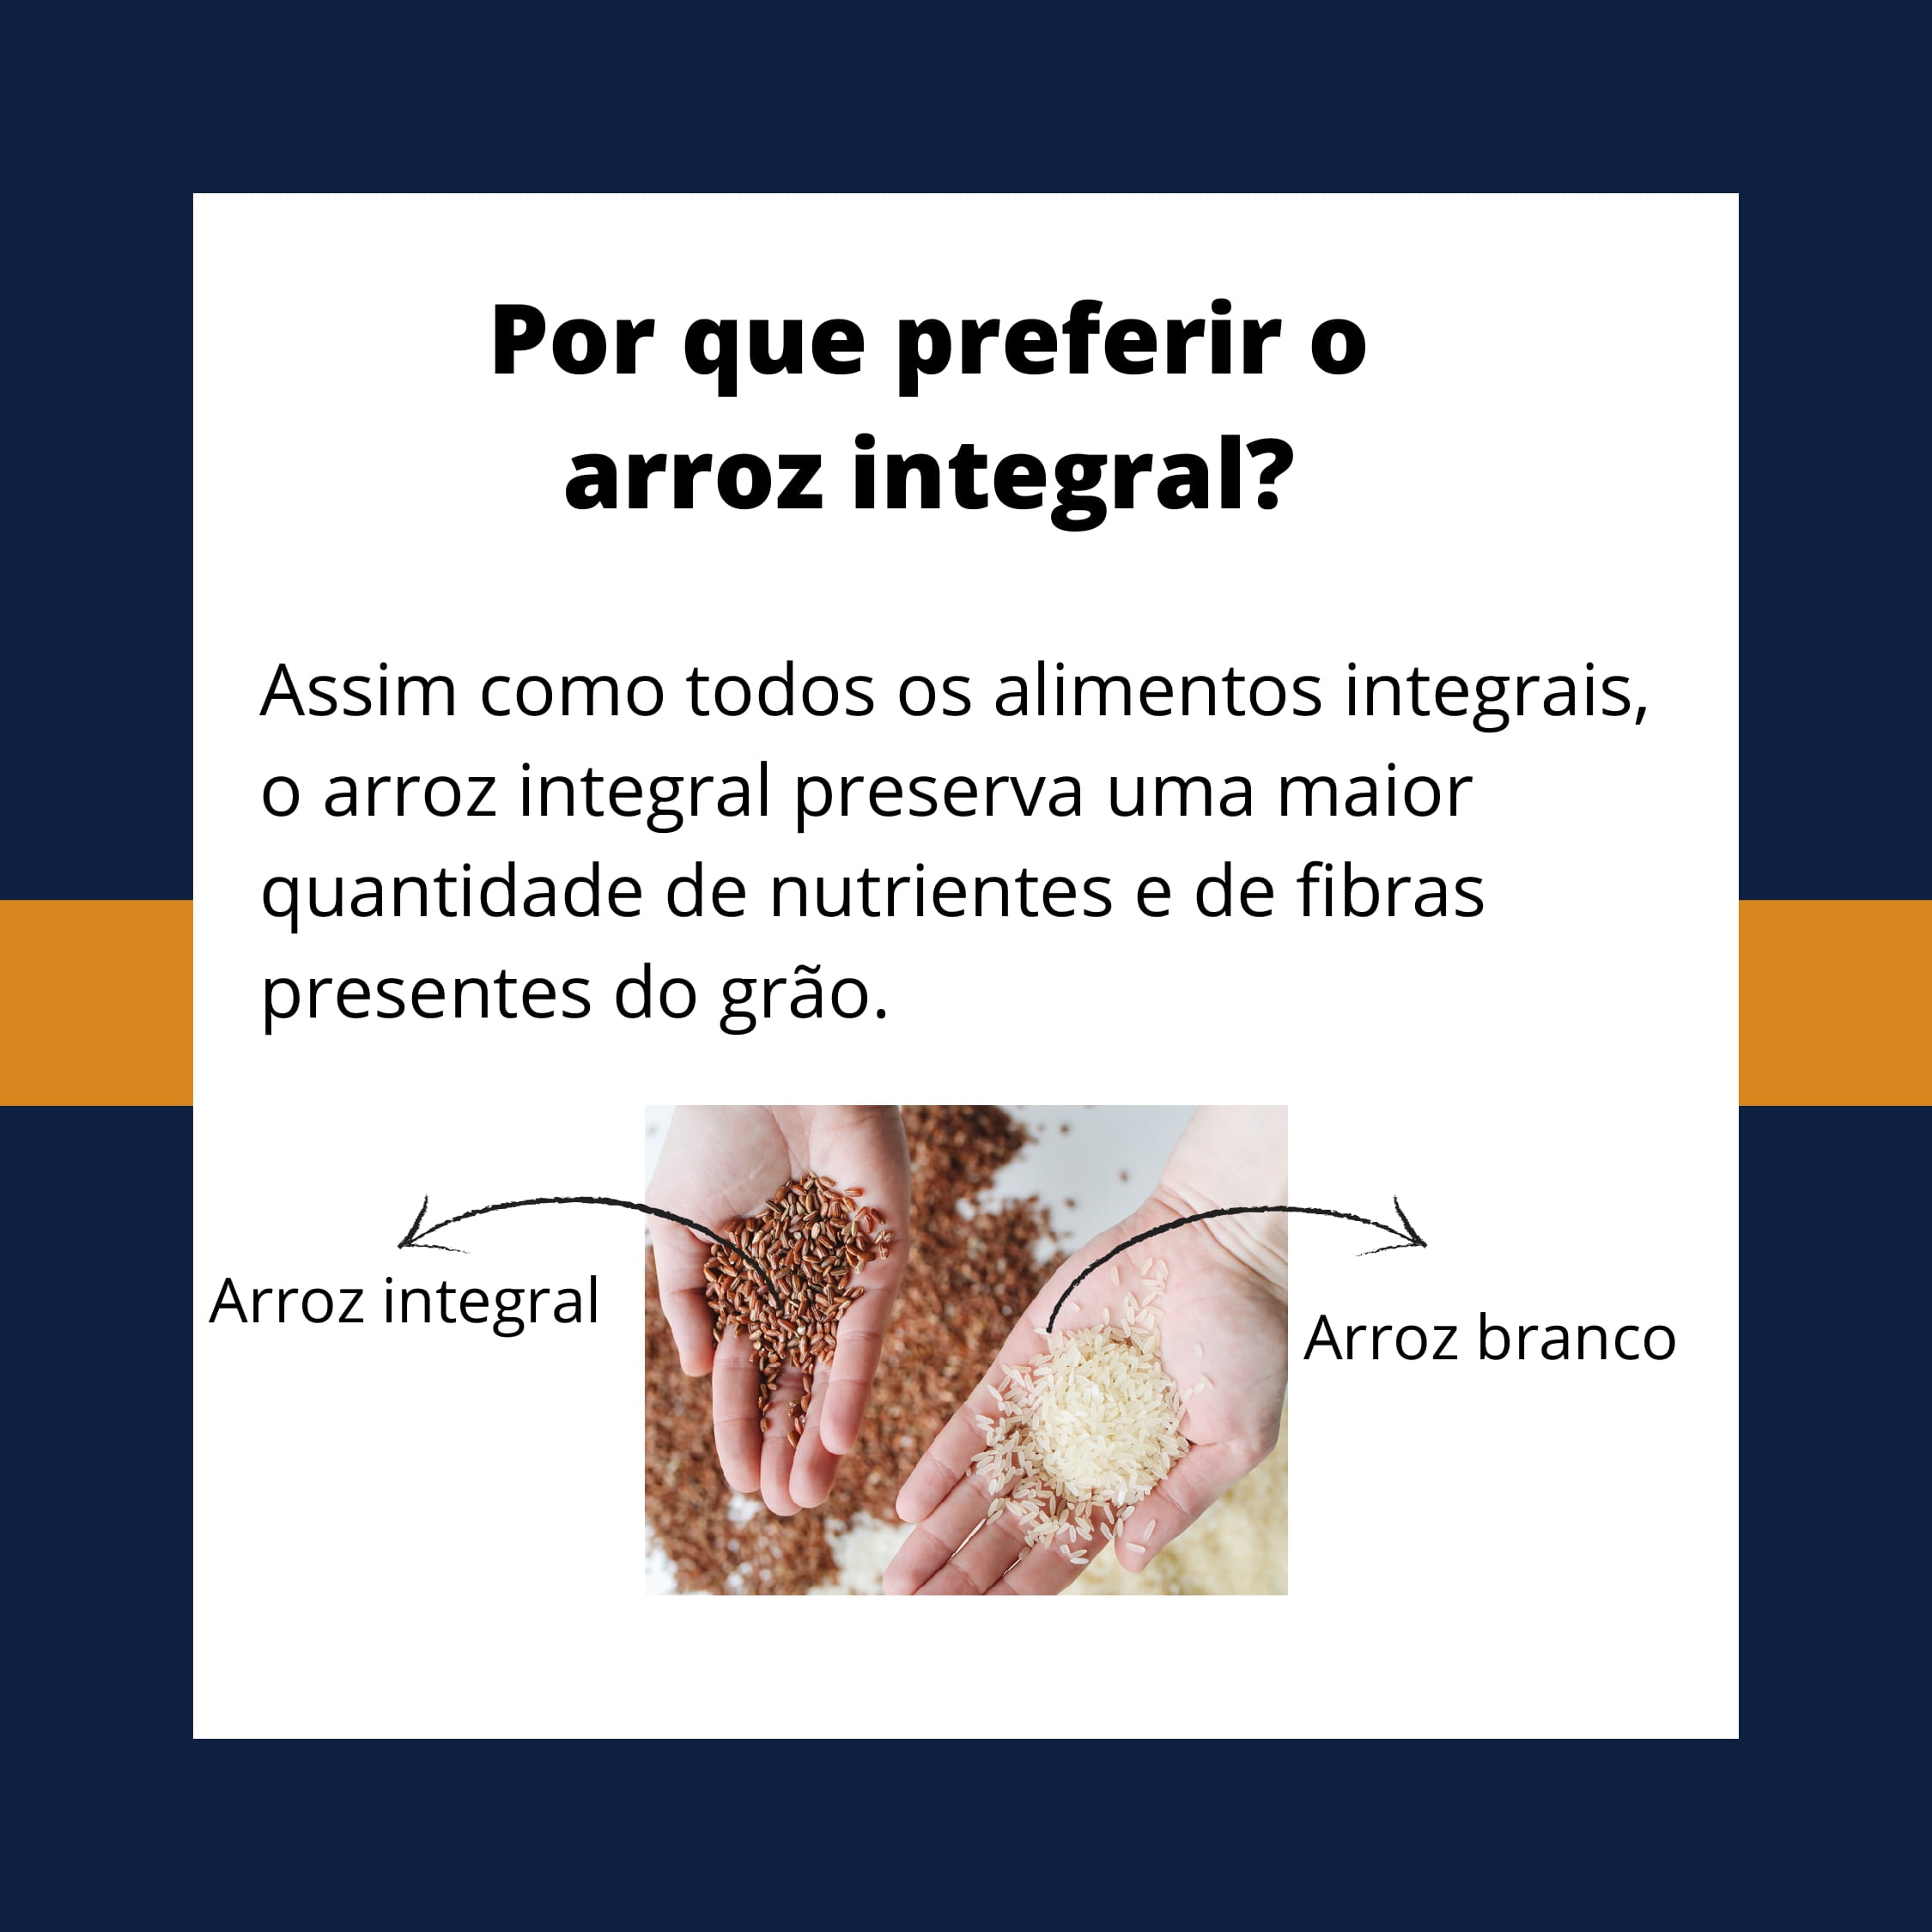 Por que preferir o
arroz integral?
Assim como todos os alimentos integrais,
o arroz integral preserva uma maior
quantidade de nutrientes e de fibras
presentes do grão.
Arroz integral
Arroz branco